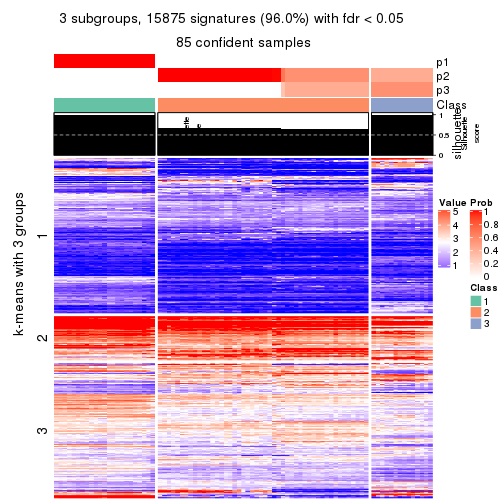 3 subgroups, 15875 signatures (96.0%) with fdr < 0.05
85 confident samples
p1
p2
p3
Class
1
0.5
0
silhouette
Silhouette
score
k-means with 3 groups
1
2
3
Value
5
4
3
2
1
Prob
1
0.8
0.6
0.4
0.2
0
Class
1
2
3